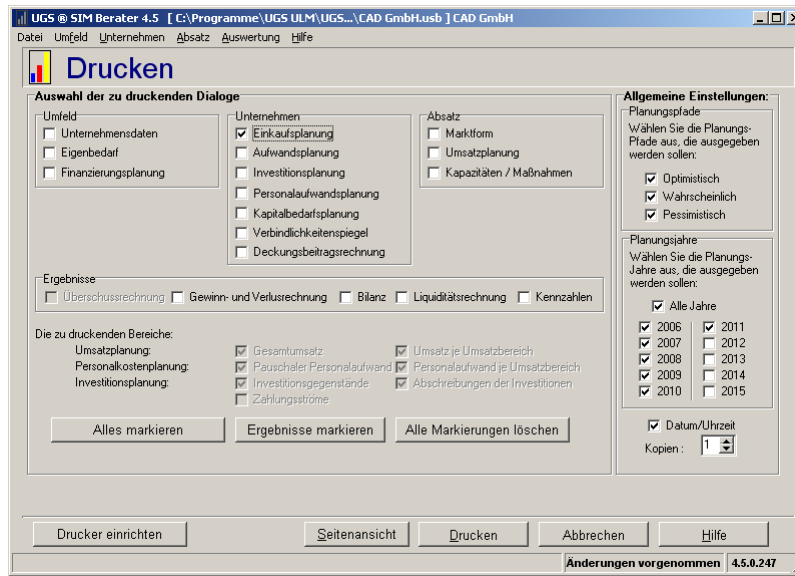 UGS ® SIM Berater 4.5 [ C:\Programme\UGS ULM\UGS...\CAD GmbH.usb ] CAD GmbH
Datei Umfeld Unternehmen Absatz Auswertung Hilfe
Drucken
Auswahl der zu druckenden Dialoge
Umfeld
Unternehmensdaten
Eigenbedarf
Finanzierungsplanung
Unternehmen
Einkaufsplanung
Aufwandsplanung
Investitionsplanung
Personalaufwandsplanung
Kapitalbedarfsplanung
Verbindlichkeitenspiegel
Deckungsbeitragsrechnung
Absatz
Marktform
Umsatzplanung
Kapazitäten / Maßnahmen
Ergebnisse
Überschussrechnung Gewinn- und Verlusrechnung Bilanz Liquiditätsrechnung Kennzahlen
Die zu druckenden Bereiche:
Umsatzplanung: Gesamtumsatz Umsatz je Umsatzbereich
Personalkostenplanung: Pauschaler Personalaufwand Personalaufwand je Umsatzbereich
Investitionsplanung: Investitionsgegenstände Abschreibungen der Investitionen
Zahlungsströme
Alles markieren Ergebnisse markieren Alle Markierungen löschen
Allgemeine Einstellungen:
Planungspfade
Wählen Sie die Planungs-
Pfade aus, die ausgegeben
werden sollen:
Optimistisch
Wahrscheinlich
Pessimistisch
Planungsjahre
Wählen Sie die Planungs-
Jahre aus, die ausgegeben
werden sollen:
Alle Jahre
2006 2011
2007 2012
2008 2013
2009 2014
2010 2015
Datum/Uhrzeit
Kopien : 1
Drucker einrichten Seitenansicht Drucken Abbrechen Hilfe
Änderungen vorgenommen 4.5.0.247